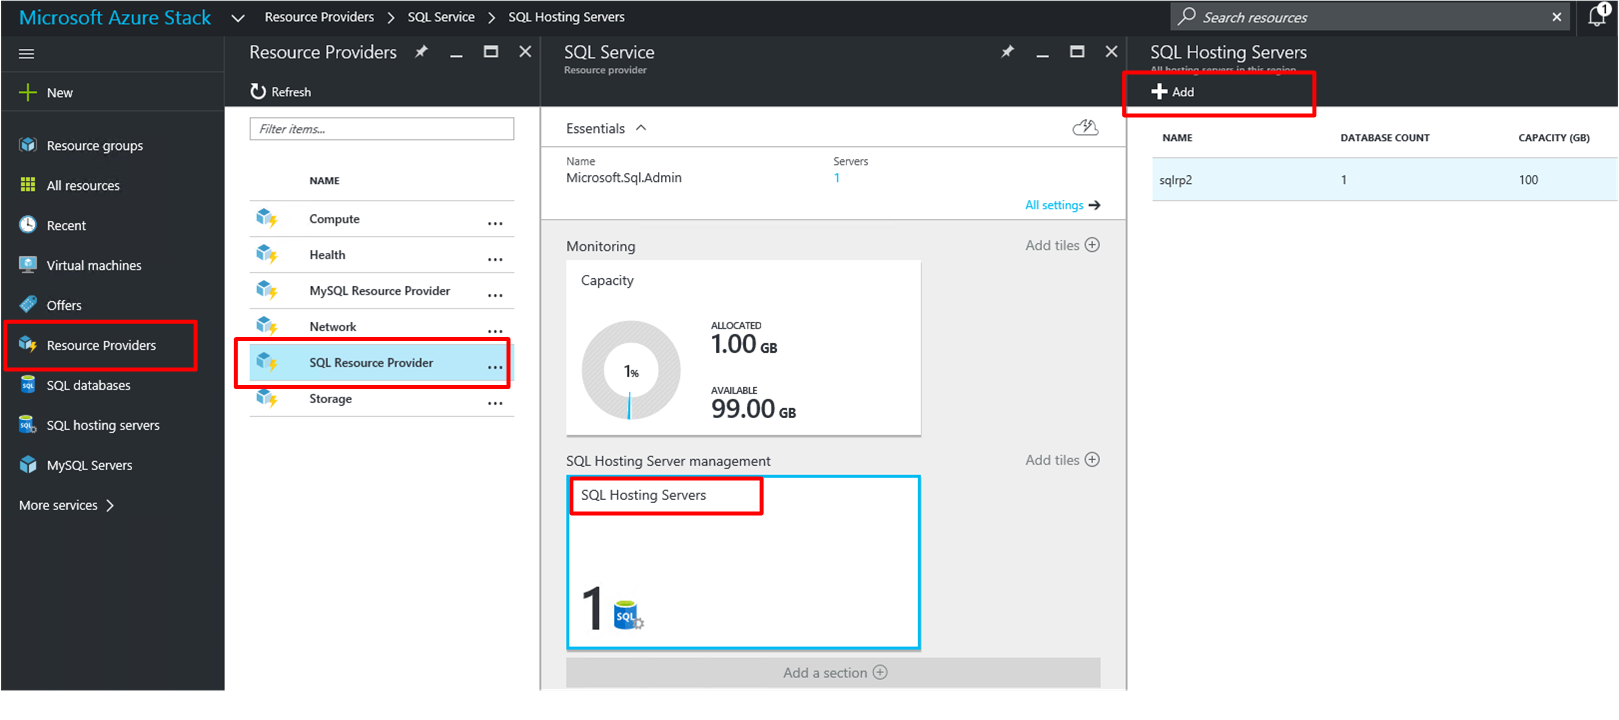 Microsoft Azure Stack
Resource Providers > SQL Service > SQL Hosting Servers
Search resources
1
New
Resource groups
All resources
Recent
Virtual machines
Offers
Resource Providers
SQL databases
SQL hosting servers
MySQL Servers
More services
Resource Providers
Refresh
Filter items...
NAME
Compute ...
Health ...
MySQL Resource Provider ...
Network ...
SQL Resource Provider ...
Storage ...
SQL Service
Resource provider
Essentials
Name
Microsoft.Sql.Admin
Servers
1
All settings
Monitoring
Add tiles
Capacity
1%
ALLOCATED
1.00 GB
AVAILABLE
99.00 GB
SQL Hosting Server management
Add tiles
SQL Hosting Servers
1
SQL
Add a section
SQL Hosting Servers
All hosting servers in this region
Add
NAME DATABASE COUNT CAPACITY (GB)
sqlrp2 1 100